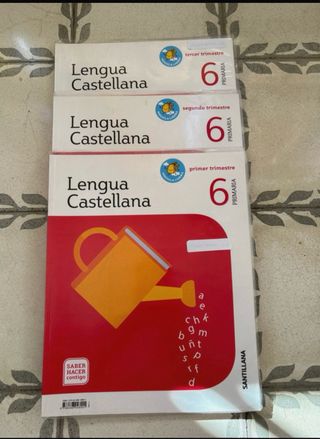 tercer trimestre
Lengua
Castellana
6
PRIMARIA
segundo trimestre
Lengua
Castellana
6
PRIMARIA
primer trimestre
Lengua
Castellana
6
PRIMARIA
a
e
c h k
g ñ m
u q n t
b s r p
i f
d
SABER
HACER
contigo
SANTILLANA